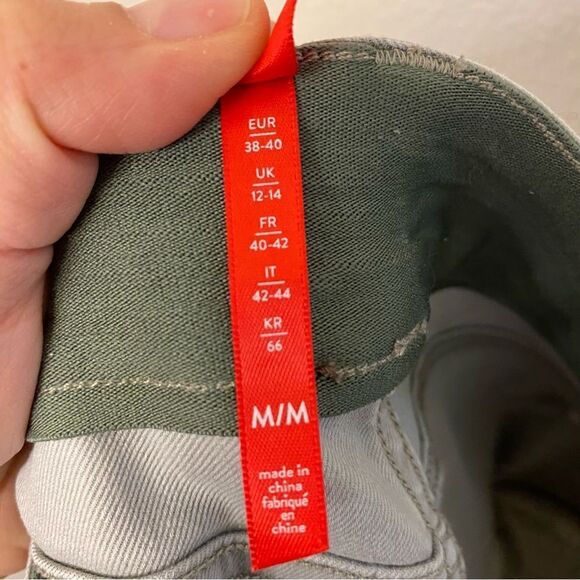 EUR
38-40
UK
12-14
FR
40-42
IT
42-44
KR
66
M/M
made in
china
fabriqué
en
chine